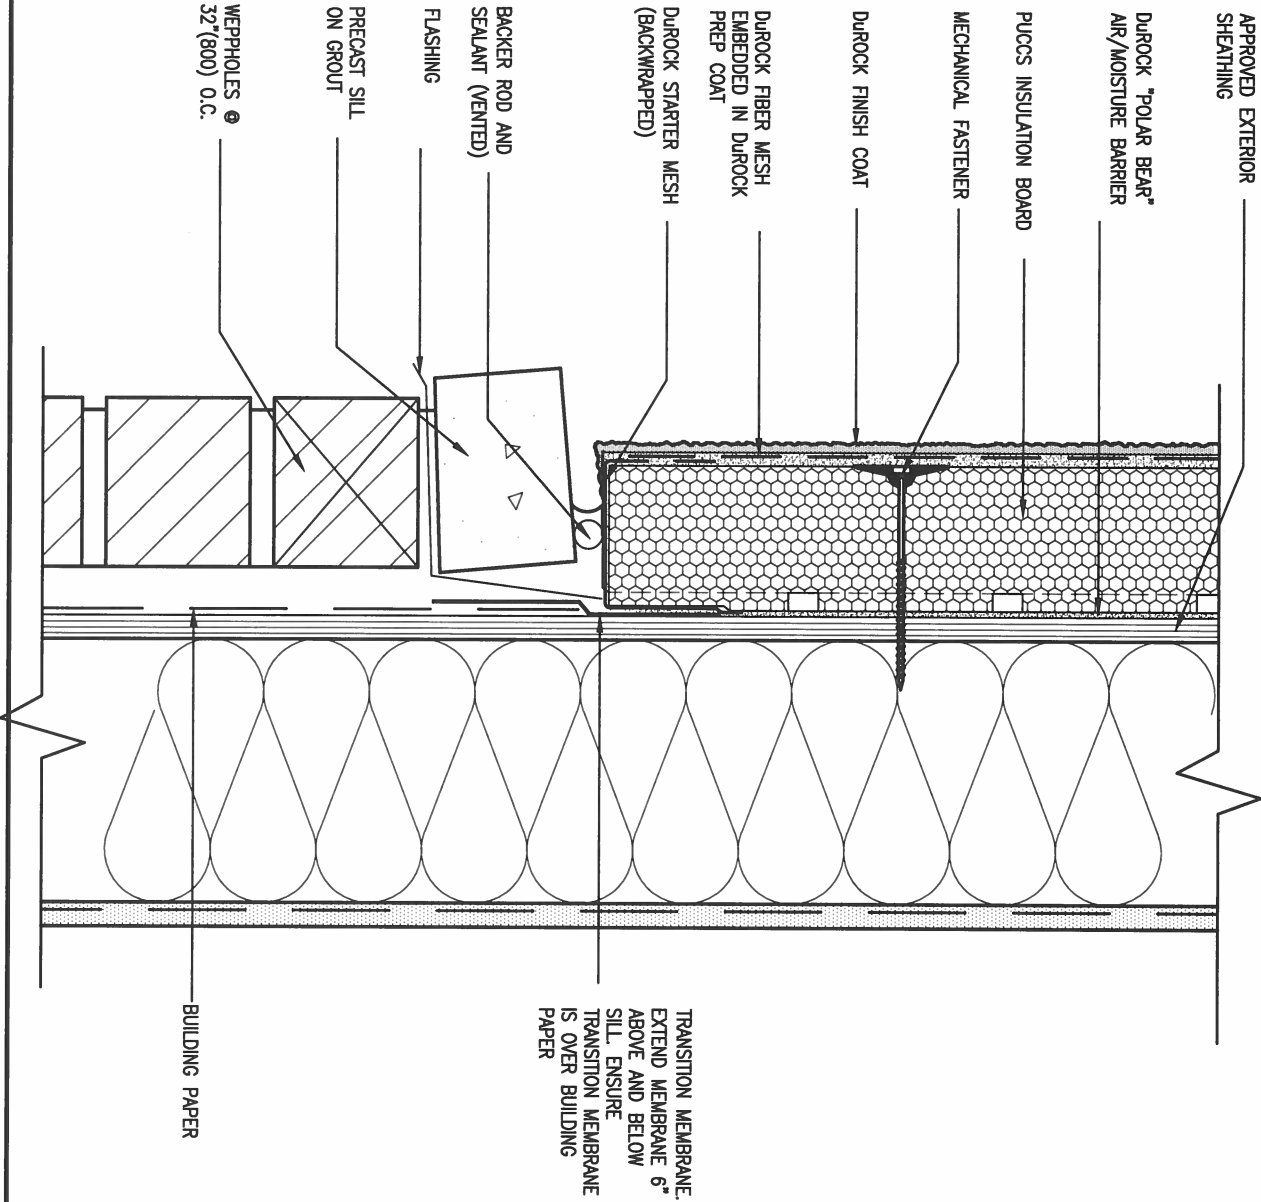 APPROVED EXTERIOR
SHEATHING
DuROCK "POLAR BEAR"
AIR/MOISTURE BARRIER
PUCCS INSULATION BOARD
MECHANICAL FASTENER
DuROCK FINISH COAT
DuROCK FIBER MESH
EMBEDDED IN DuROCK
PREP COAT
DuROCK STARTER MESH
(BACKWRAPPED)
BACKER ROD AND
SEALANT (VENTED)
FLASHING
PRECAST SILL
ON GROUT
WEPPHOLES @
32"(800) O.C.
TRANSITION MEMBRANE.
EXTEND MEMBRANE 6"
ABOVE AND BELOW
SILL. ENSURE
TRANSITION MEMBRANE
IS OVER BUILDING
PAPER
BUILDING PAPER